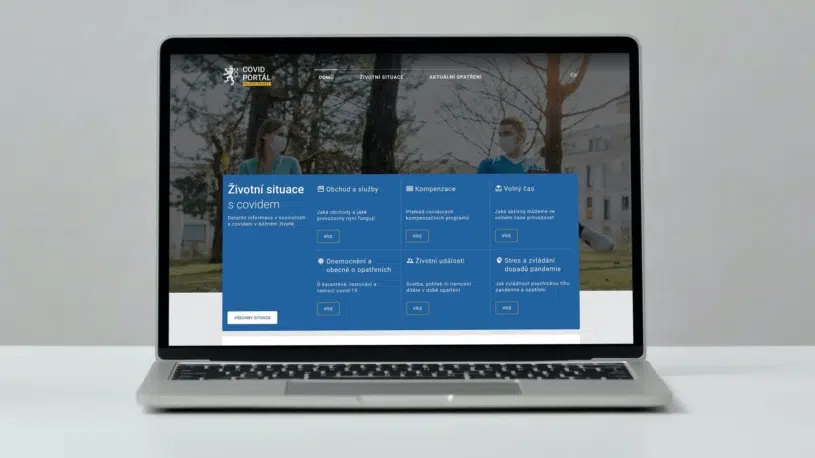 COVID
PORTÁL
DOMŮ
ŽIVOTNÍ SITUACE
AKTUÁLNÍ OPATŘENÍ
EN
Životní situace
s covidem
Detailní informace v souvislosti
s covidem v běžném životě
VŠECHNY SITUACE
Obchod a služby
Jaké obchody a jaké
provozovny nyní fungují
VÍCE
Kompenzace
Přehled covidových
kompenzačních programů
VÍCE
Volný čas
Jaké aktivity můžeme ve
volném čase provozovat
VÍCE
Onemocnění a
obecně o opatřeních
O karanténě, testování a
nemoci covid-19
VÍCE
Životní události
Svatba, pohřeb či narození
dítěte v době opatření
VÍCE
Stres a zvládání
dopadů pandemie
Jak zvládnout psychickou tíhu
pandemie a opatření
VÍCE